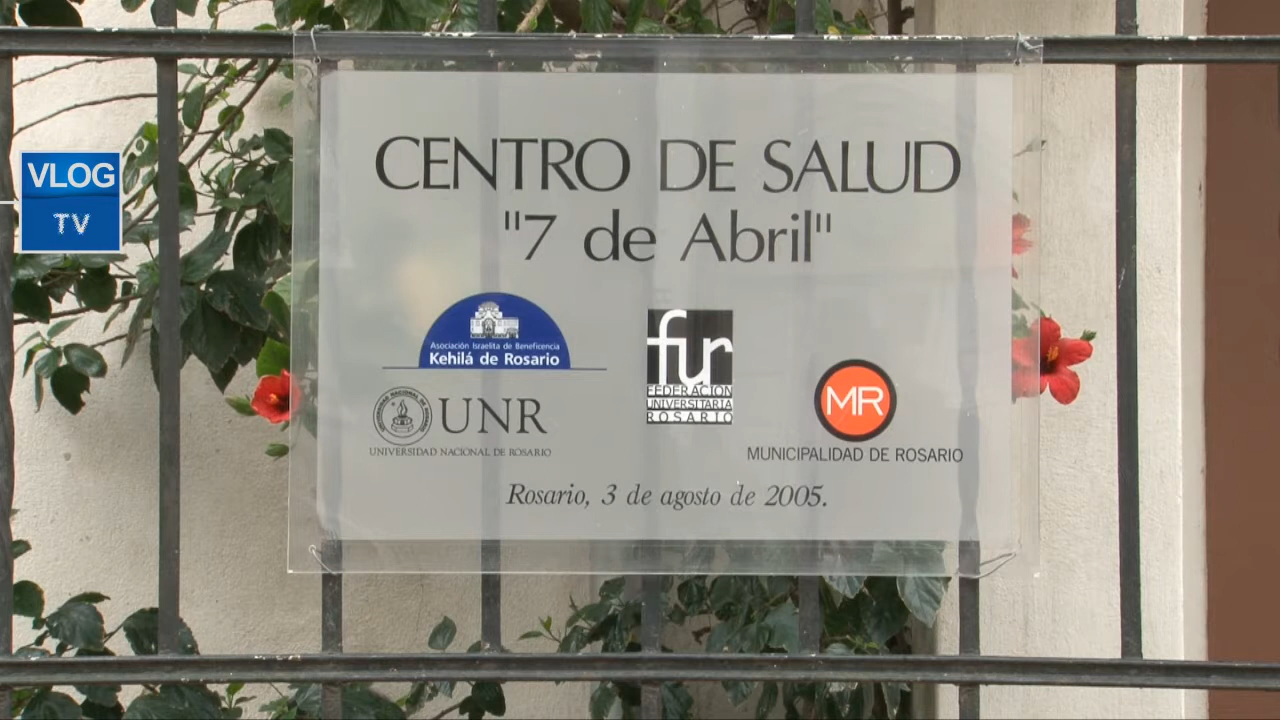 CENTRO DE SALUD
"7 de Abril"
VLOG
TV
Asociación Israelita de Beneficencia
Kehilá de Rosario
fur
FEDERACION
UNIVERSITARIA
ROSARIO
UNR
UNIVERSIDAD NACIONAL DE ROSARIO
MR
MUNICIPALIDAD DE ROSARIO
Rosario, 3 de agosto de 2005.